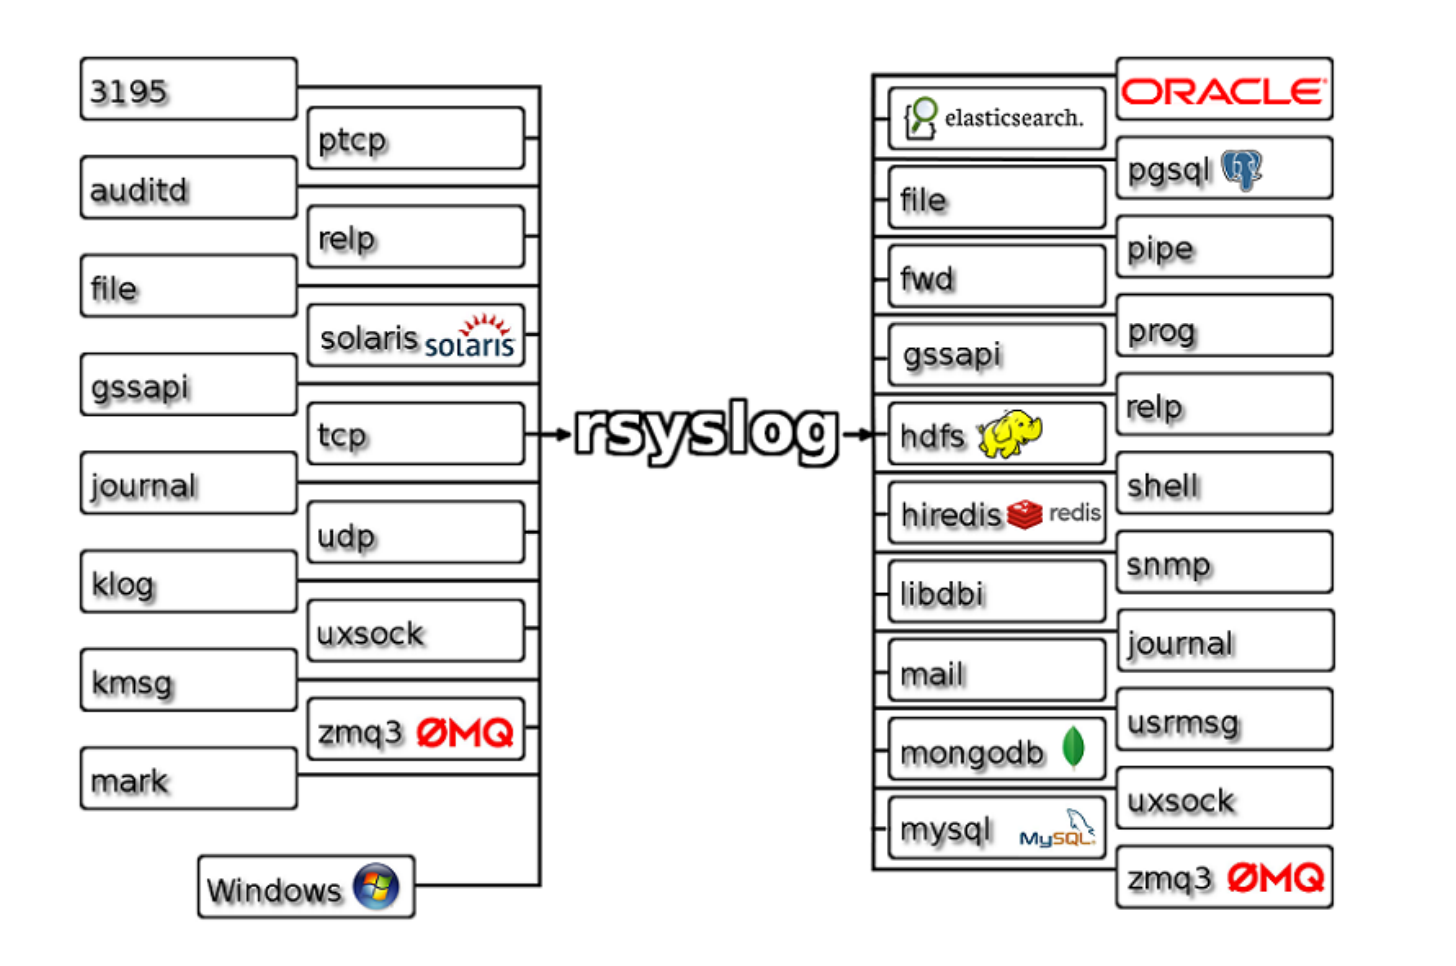 3195
ptcp
auditd
relp
file
solaris solaris
gssapi
tcp
journal
udp
klog
uxsock
kmsg
zmq3 ØMQ
mark
Windows
rsyslog
ORACLE
elasticsearch.
pgsql
file
pipe
fwd
prog
gssapi
relp
hdfs
shell
hiredis redis
snmp
libdbi
journal
mail
usrmsg
mongodb
uxsock
mysql MySQL
zmq3 ØMQ